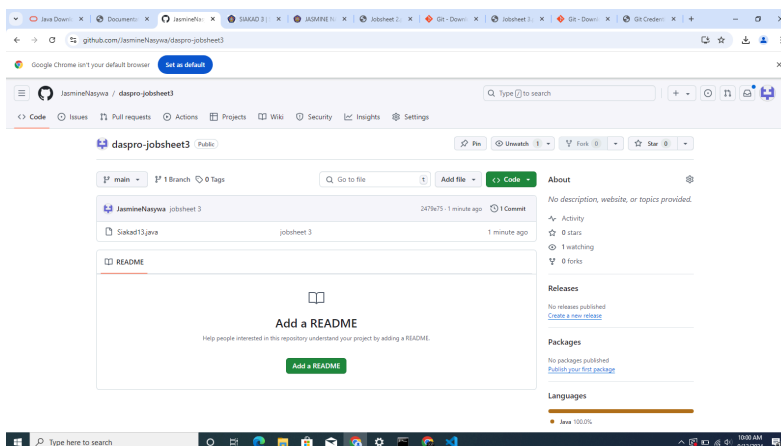 Java Downlo
Documenta
JasmineNas
SIAKAD 3 |
JASMINE N
Jobsheet 2.
Git - Downl
Jobsheet 3.
Git - Downl
Git Creden
github.com/JasmineNasywa/daspro-jobsheet3
Google Chrome isn't your default browser
Set as default
JasmineNasywa / daspro-jobsheet3
Type / to search
Code
Issues
Pull requests
Actions
Projects
Wiki
Security
Insights
Settings
daspro-jobsheet3 Public
Pin
Unwatch 1
Fork 0
Star 0
main
1 Branch
0 Tags
Go to file
t
Add file
Code
About
No description, website, or topics provided.
JasmineNasywa jobsheet 3
2479e75 · 1 minute ago
1 Commit
Siakad13.java
jobsheet 3
1 minute ago
Activity
0 stars
1 watching
0 forks
README
Add a README
Help people interested in this repository understand your project by adding a README.
Add a README
Releases
No releases published
Create a new release
Packages
No packages published
Publish your first package
Languages
Java 100.0%
Type here to search
10:00 AM